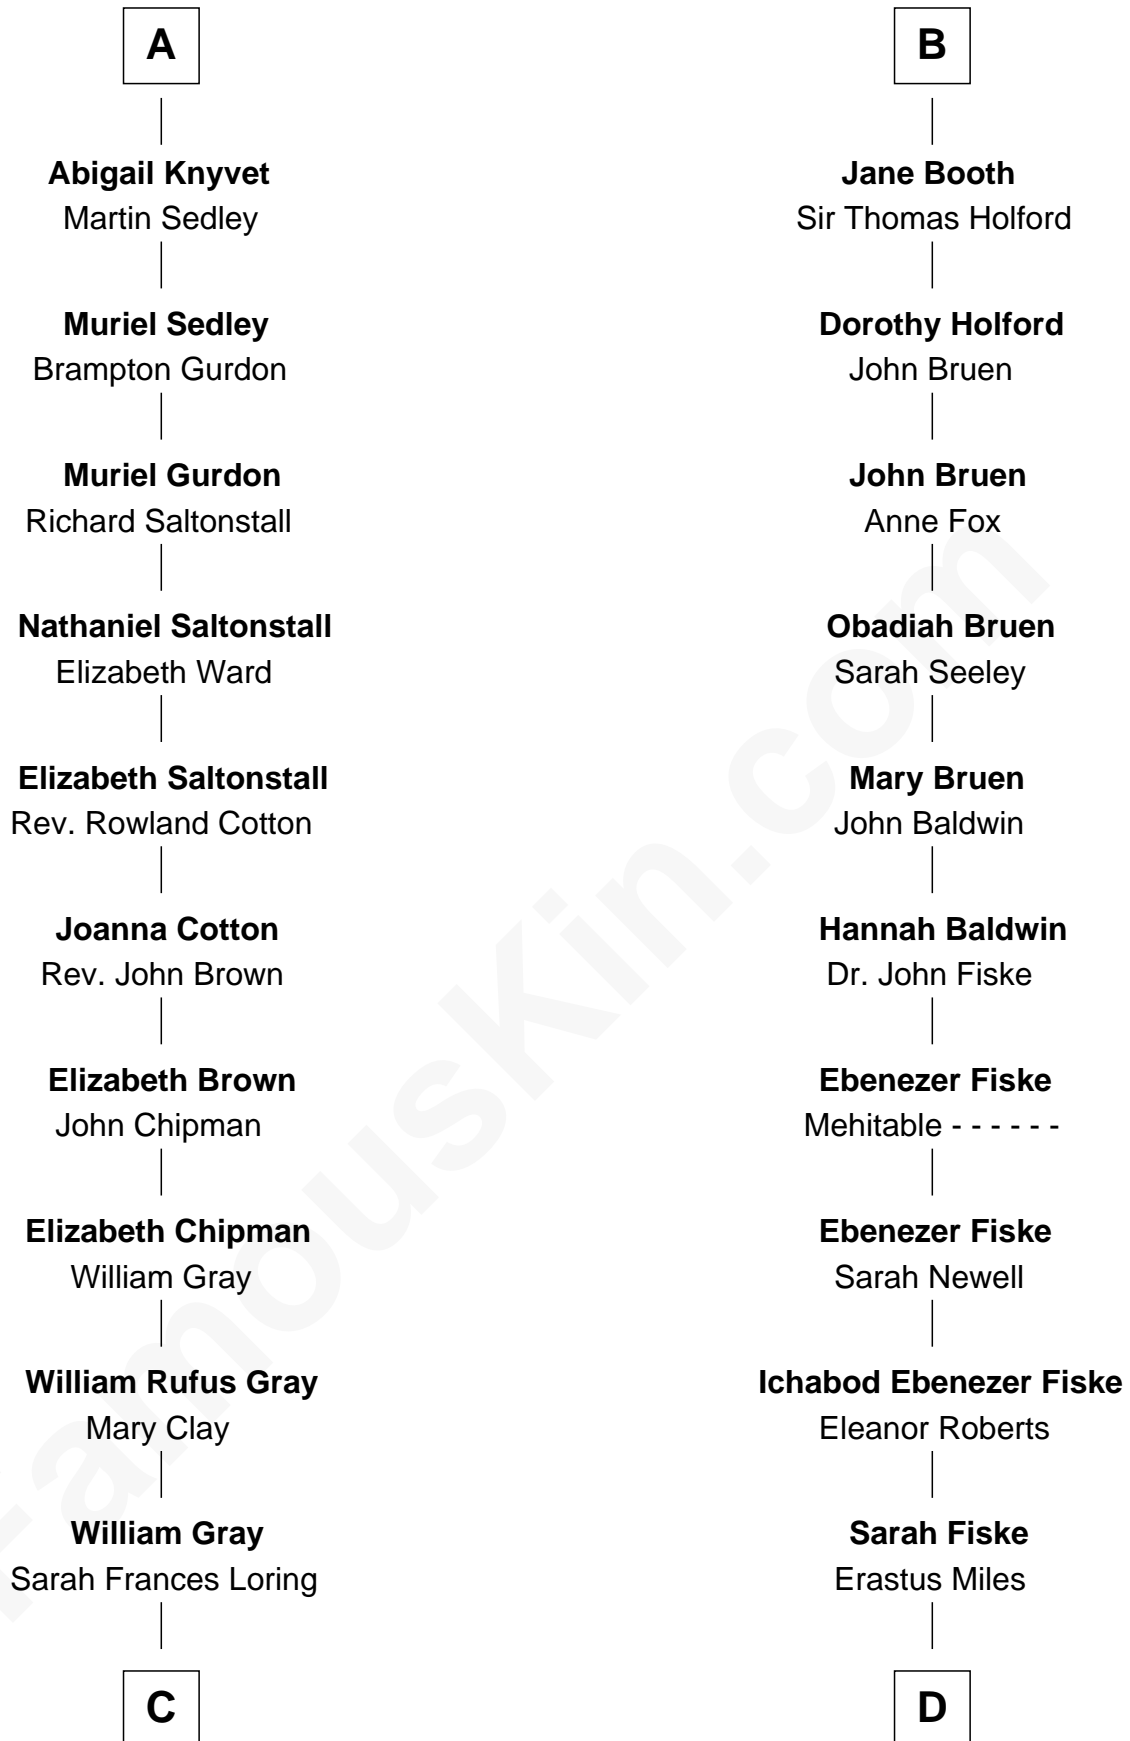 A
Abigail Knyvet
Martin Sedley
Muriel Sedley
Brampton Gurdon
Muriel Gurdon
Richard Saltonstall
Nathaniel Saltonstall
Elizabeth Ward
Elizabeth Saltonstall
Rev. Rowland Cotton
Joanna Cotton
Rev. John Brown
Elizabeth Brown
John Chipman
Elizabeth Chipman
William Gray
William Rufus Gray
Mary Clay
William Gray
Sarah Frances Loring
C
B
Jane Booth
Sir Thomas Holford
Dorothy Holford
John Bruen
John Bruen
Anne Fox
Obadiah Bruen
Sarah Seeley
Mary Bruen
John Baldwin
Hannah Baldwin
Dr. John Fiske
Ebenezer Fiske
Mehitable - - - - - -
Ebenezer Fiske
Sarah Newell
Ichabod Ebenezer Fiske
Eleanor Roberts
Sarah Fiske
Erastus Miles
D
FamousKin.com